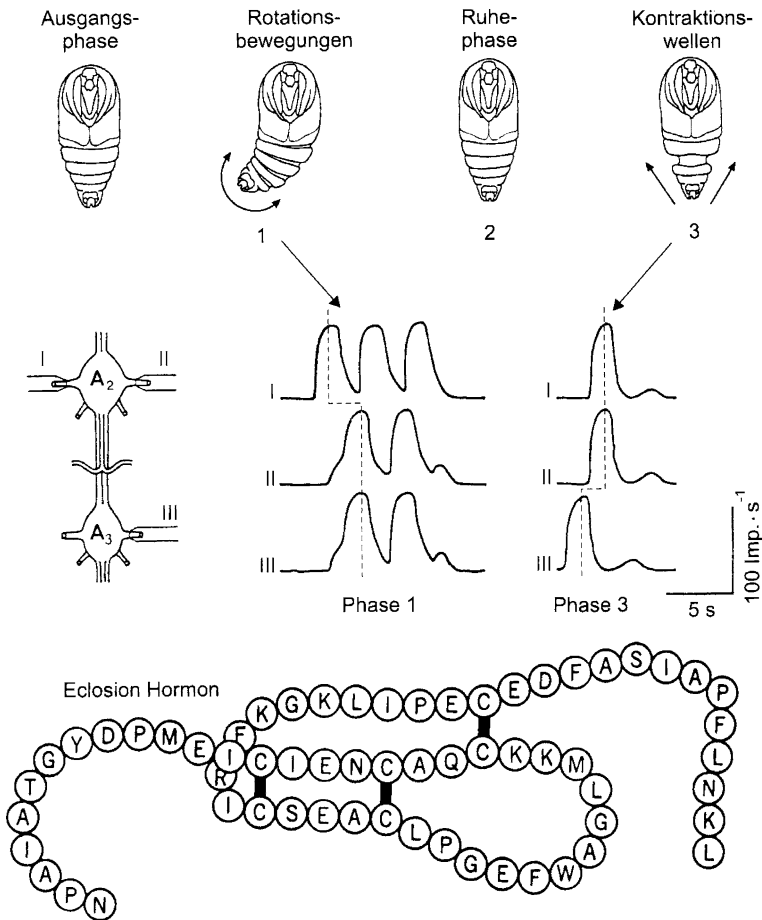 Ausgangs-
phase
Rotations-
bewegungen
Ruhe-
phase
Kontraktions-
wellen
1
2
3
I
II
A2
A3
III
I
II
III
Phase 1
I
II
III
Phase 3
5 s
100 Imp. · s⁻¹
Eclosion Hormon
N P A I A T G Y D P M E I C I E N C A Q C K K M L G A W F E G P L C A E S C I R F K G K L I P E C E D F A S I A P F L N K L